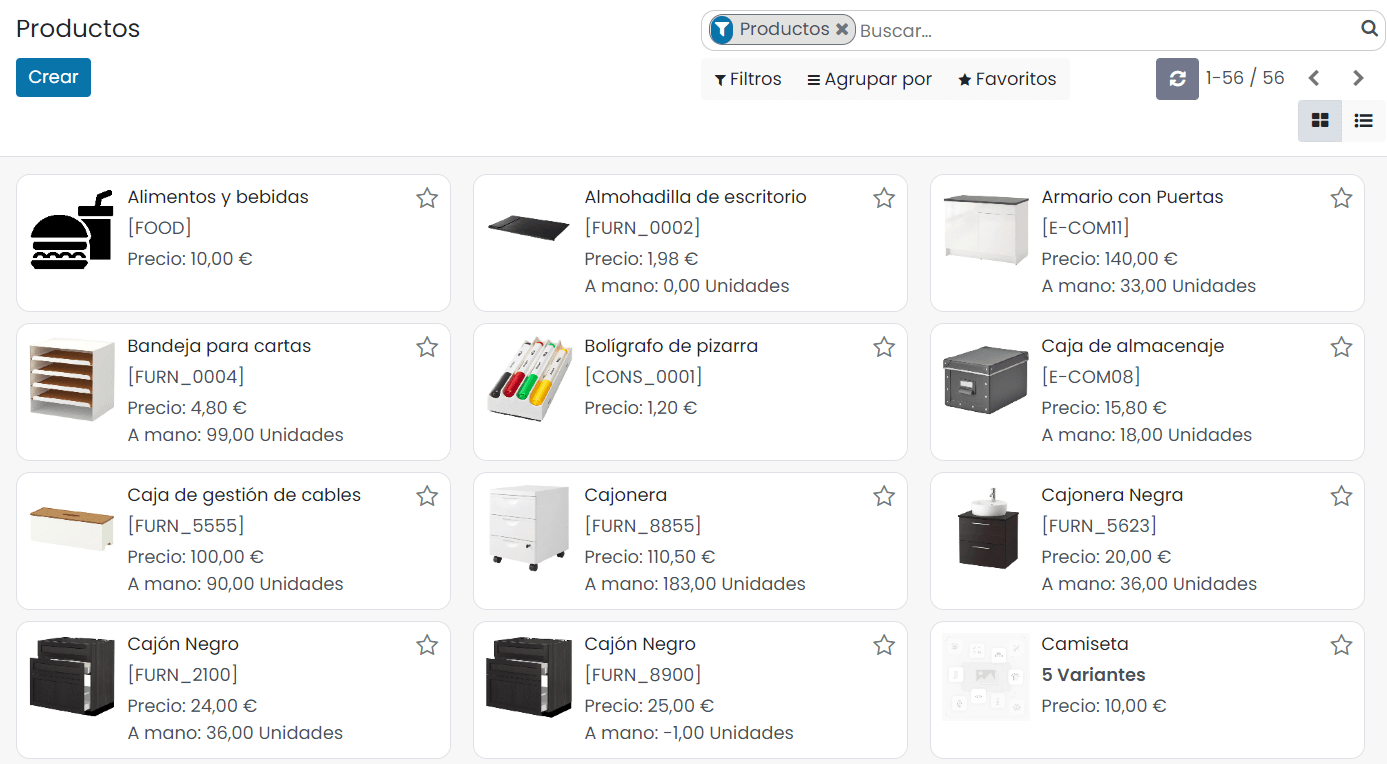 Productos
Productos Buscar...
Crear
Filtros Agrupar por Favoritos
1-56 / 56
Alimentos y bebidas
[FOOD]
Precio: 10,00 €
Almohadilla de escritorio
[FURN_0002]
Precio: 1,98 €
A mano: 0,00 Unidades
Armario con Puertas
[E-COM11]
Precio: 140,00 €
A mano: 33,00 Unidades
Bandeja para cartas
[FURN_0004]
Precio: 4,80 €
A mano: 99,00 Unidades
Bolígrafo de pizarra
[CONS_0001]
Precio: 1,20 €
Caja de almacenaje
[E-COM08]
Precio: 15,80 €
A mano: 18,00 Unidades
Caja de gestión de cables
[FURN_5555]
Precio: 100,00 €
A mano: 90,00 Unidades
Cajonera
[FURN_8855]
Precio: 110,50 €
A mano: 183,00 Unidades
Cajonera Negra
[FURN_5623]
Precio: 20,00 €
A mano: 36,00 Unidades
Cajón Negro
[FURN_2100]
Precio: 24,00 €
A mano: 36,00 Unidades
Cajón Negro
[FURN_8900]
Precio: 25,00 €
A mano: -1,00 Unidades
Camiseta
5 Variantes
Precio: 10,00 €